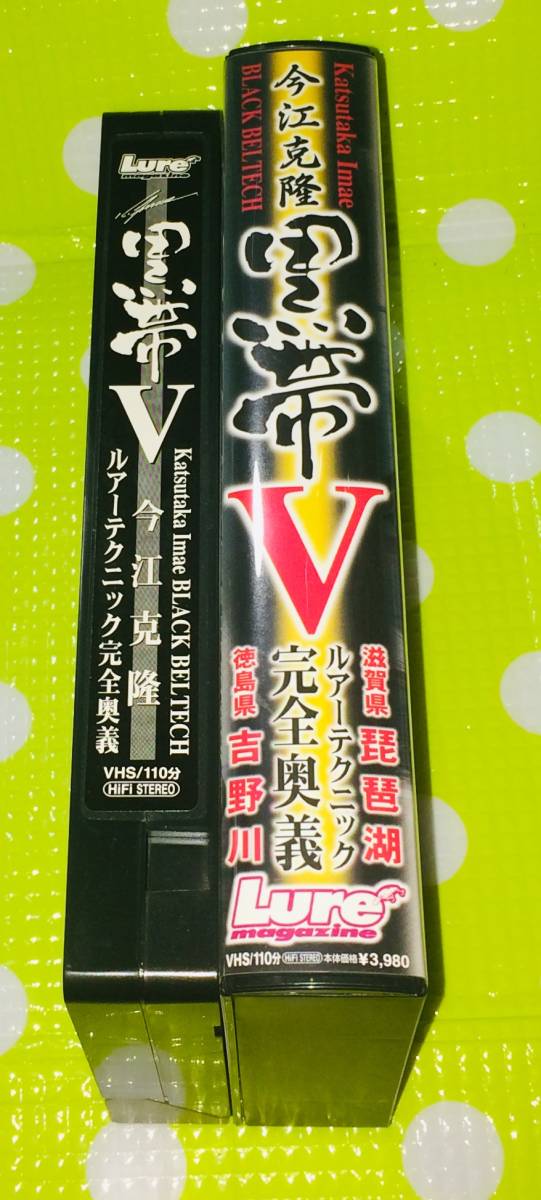 Lure
magazine
黒帯
V
今江克隆
Katsutaka Imae BLACK BEL TECH
ルアーテクニック完全奥義
VHS/110分
HiFi STEREO
Katsutaka Imae
BLACK BEL TECH
今江克隆
黒帯
V
滋賀県 琵琶湖
ルアーテクニック
完全奥義
徳島県 吉野川
Lure
magazine
VHS/110分 HiFi STEREO 本体価格¥3,980